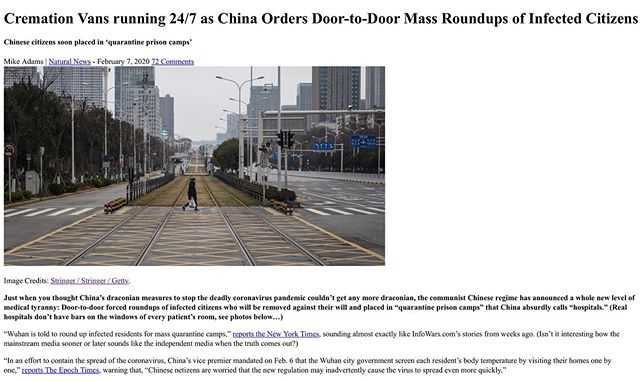 Cremation Vans running 24/7 as China Orders Door-to-Door Mass Roundups of Infected Citizens
Chinese citizens soon placed in ‘quarantine prison camps’
Mike Adams | Natural News - February 7, 2020 72 Comments
Image Credits: Stringer / Stringer / Getty.
Just when you thought China’s draconian measures to stop the deadly coronavirus pandemic couldn’t get any more draconian, the communist Chinese regime has announced a whole new level of
medical tyranny: Door-to-door forced roundups of infected citizens who will be removed against their will and placed in “quarantine prison camps” that China absurdly calls “hospitals.” (Real
hospitals don’t have bars on the windows of every patient’s room, see photos below…)
“Wuhan is told to round up infected residents for mass quarantine camps,” reports the New York Times, sounding almost exactly like InfoWars.com’s stories from weeks ago. (Isn’t it interesting how the
mainstream media sooner or later sounds like the independent media when the truth comes out?)
“In an effort to contain the spread of the coronavirus, China’s vice premier mandated on Feb. 6 that the Wuhan city government screen each resident’s body temperature by visiting their homes one by
one,” reports The Epoch Times, warning that, “Chinese netizens are worried that the new regulation may inadvertently cause the virus to spread even more quickly.”